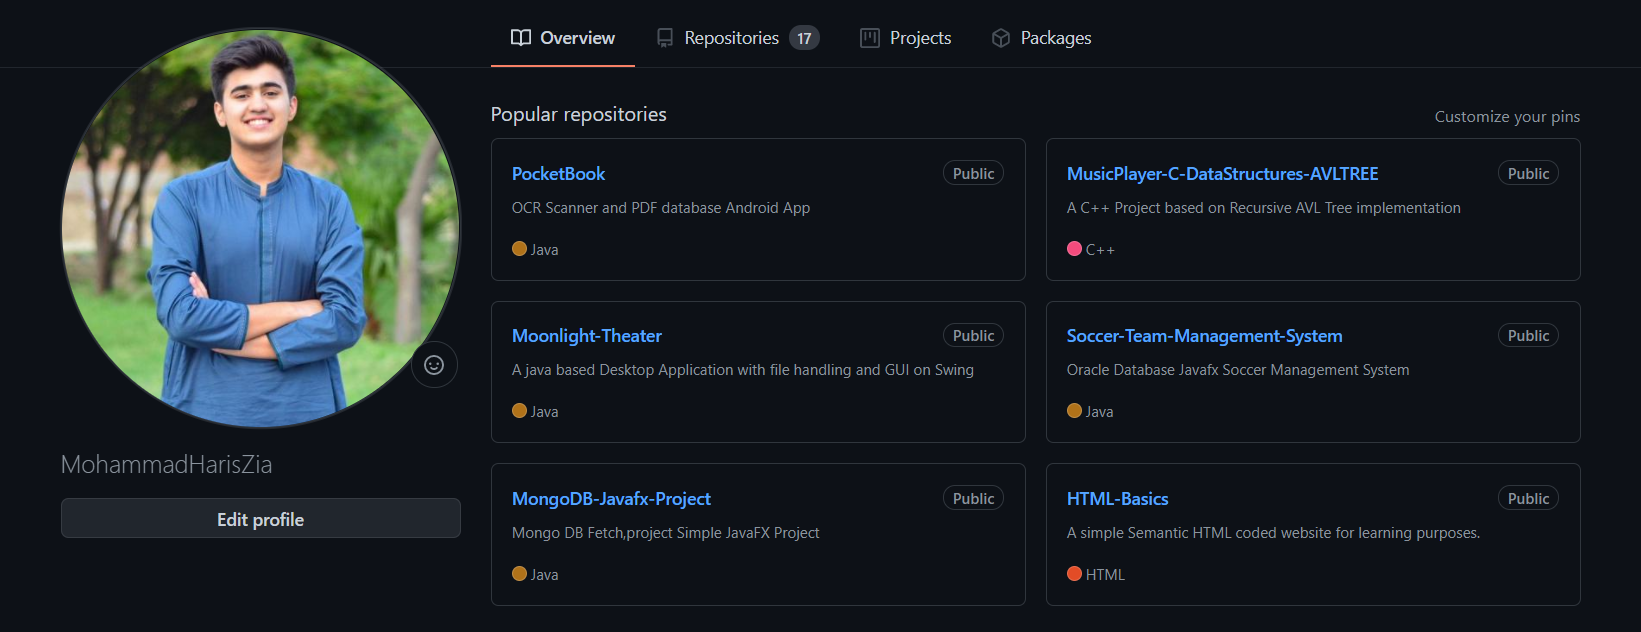 Overview
Repositories 17
Projects
Packages
MohammadHarisZia
Edit profile
Popular repositories
Customize your pins
PocketBook
Public
OCR Scanner and PDF database Android App
Java
MusicPlayer-C-DataStructures-AVLTREE
Public
A C++ Project based on Recursive AVL Tree implementation
C++
Moonlight-Theater
Public
A java based Desktop Application with file handling and GUI on Swing
Java
Soccer-Team-Management-System
Public
Oracle Database Javafx Soccer Management System
Java
MongoDB-Javafx-Project
Public
Mongo DB Fetch,project Simple JavaFX Project
Java
HTML-Basics
Public
A simple Semantic HTML coded website for learning purposes.
HTML